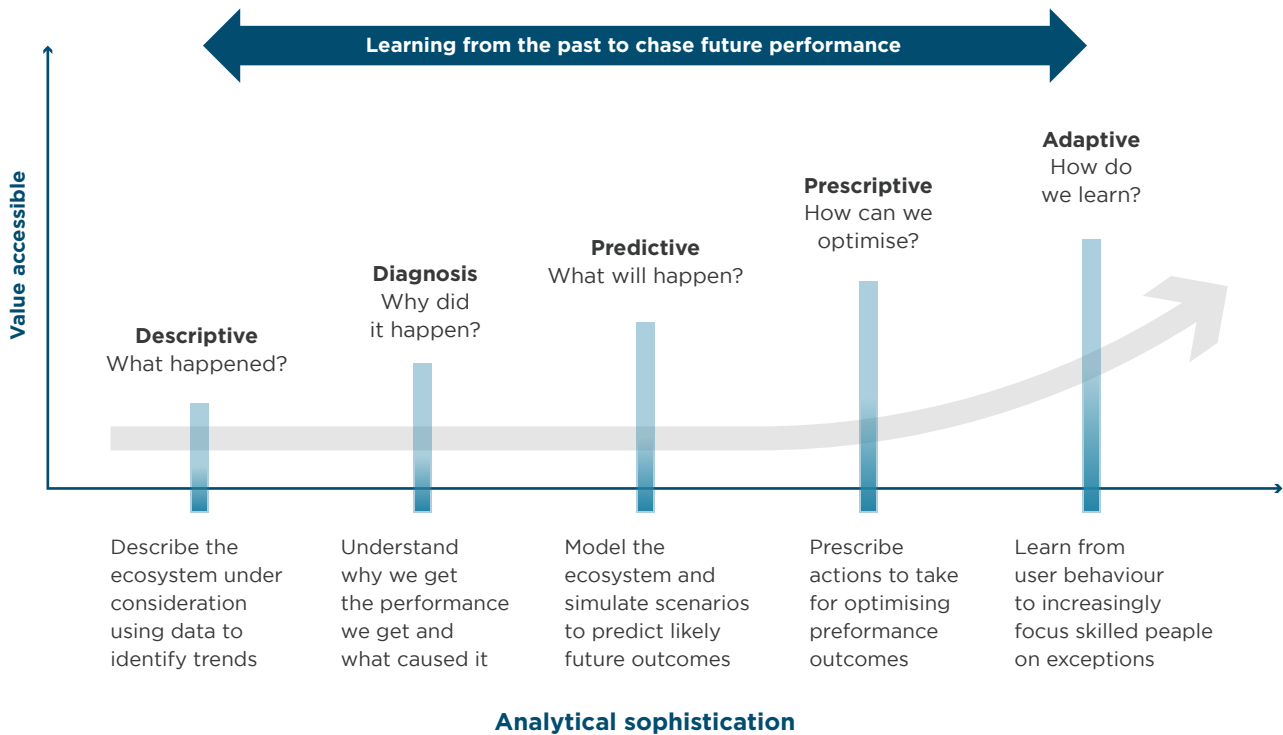 Learning from the past to chase future performance
Value accessible
Descriptive
What happened?
Diagnosis
Why did
it happen?
Predictive
What will happen?
Prescriptive
How can we
optimise?
Adaptive
How do
we learn?
Describe the
ecosystem under
consideration
using data to
identify trends
Understand
why we get
the performance
we get and
what caused it
Model the
ecosystem and
simulate scenarios
to predict likely
future outcomes
Prescribe
actions to take
for optimising
preformance
outcomes
Learn from
user behaviour
to increasingly
focus skilled peaple
on exceptions
Analytical sophistication